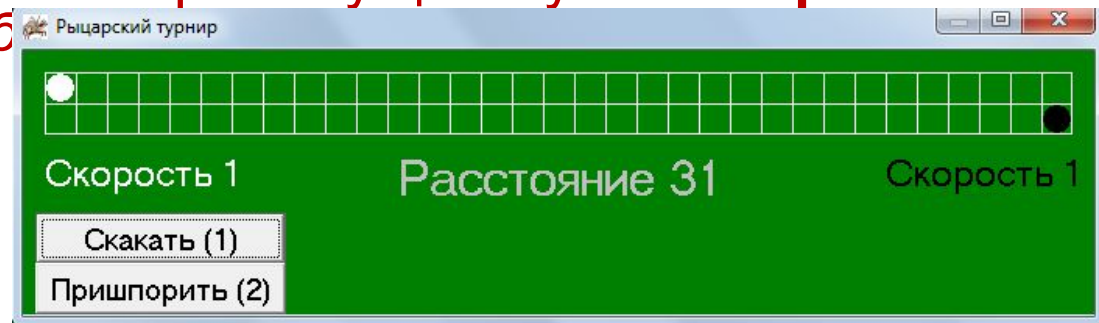 Рыцарский турнир
Скорость 1 Расстояние 31 Скорость 1
Скакать (1)
Пришпорить (2)